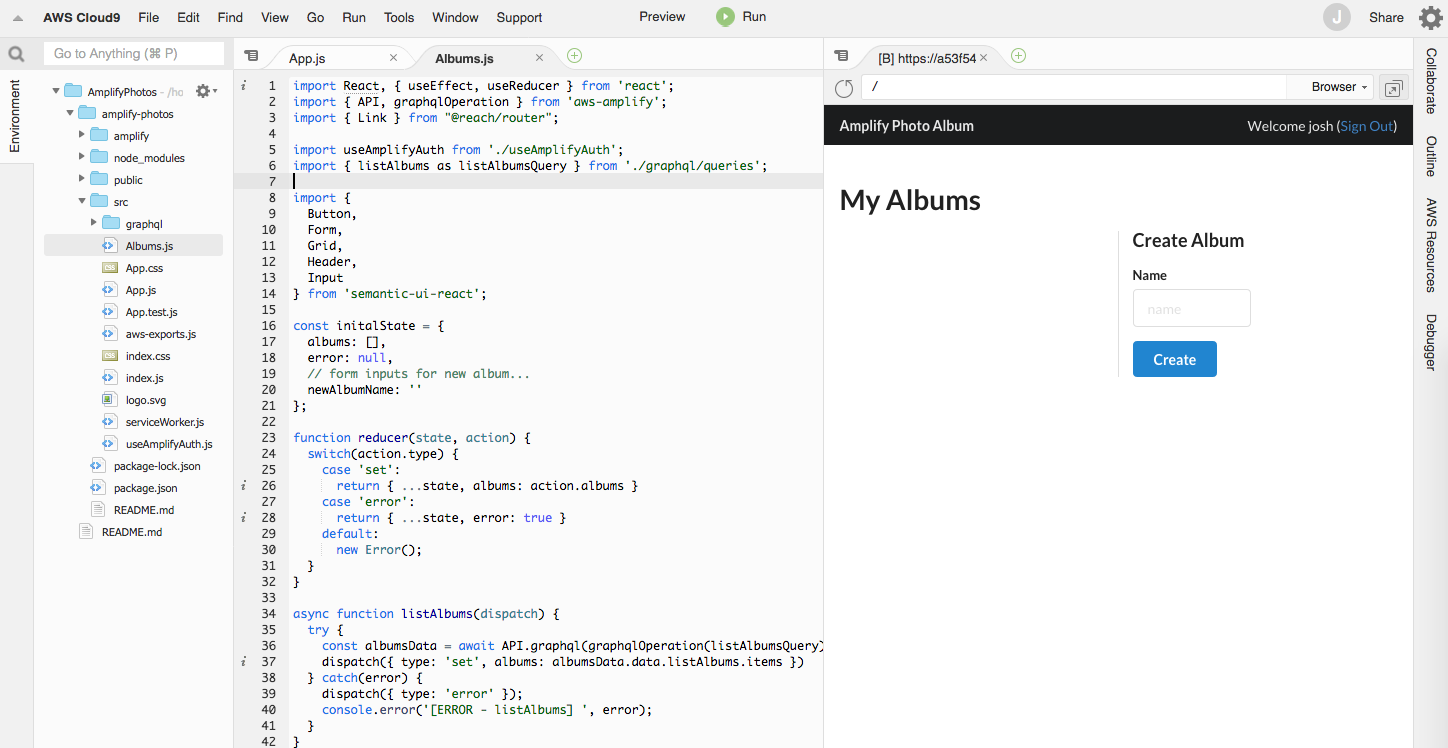 AWS Cloud9 File Edit Find View Go Run Tools Window Support Preview Run J Share
Go to Anything (⌘ P)
Environment
AmplifyPhotos - /ho
amplify-photos
amplify
node_modules
public
src
graphql
Albums.js
App.css
App.js
App.test.js
aws-exports.js
index.css
index.js
logo.svg
serviceWorker.js
useAmplifyAuth.js
package-lock.json
package.json
README.md
README.md
App.js Albums.js
1 import React, { useEffect, useReducer } from 'react';
2 import { API, graphqlOperation } from 'aws-amplify';
3 import { Link } from "@reach/router";
4
5 import useAmplifyAuth from './useAmplifyAuth';
6 import { listAlbums as listAlbumsQuery } from './graphql/queries';
7
8 import {
9 Button,
10 Form,
11 Grid,
12 Header,
13 Input
14 } from 'semantic-ui-react';
15
16 const initalState = {
17 albums: [],
18 error: null,
19 // form inputs for new album...
20 newAlbumName: ''
21 };
22
23 function reducer(state, action) {
24 switch(action.type) {
25 case 'set':
26 return { ...state, albums: action.albums }
27 case 'error':
28 return { ...state, error: true }
29 default:
30 new Error();
31 }
32 }
33
34 async function listAlbums(dispatch) {
35 try {
36 const albumsData = await API.graphql(graphqlOperation(listAlbumsQuery)
37 dispatch({ type: 'set', albums: albumsData.data.listAlbums.items })
38 } catch(error) {
39 dispatch({ type: 'error' });
40 console.error('[ERROR - listAlbums] ', error);
41 }
42 }
[B] https://a53f54
/ Browser
Amplify Photo Album Welcome josh (Sign Out)
My Albums
Create Album
Name
name
Create
Collaborate
Outline
AWS Resources
Debugger